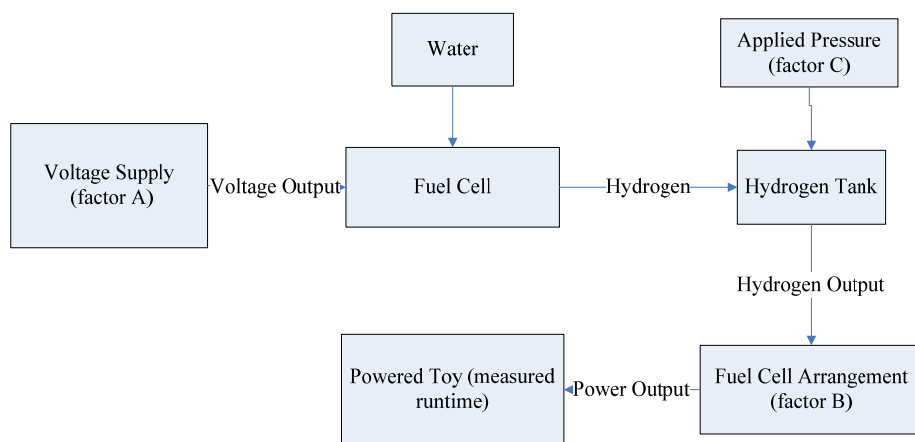 Water
Applied Pressure
(factor C)
Voltage Supply
(factor A)
Voltage Output
Fuel Cell
Hydrogen
Hydrogen Tank
Hydrogen Output
Powered Toy (measured
runtime)
Power Output
Fuel Cell Arrangement
(factor B)